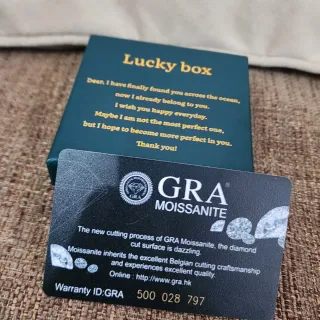 Lucky box
Dear, I have finally found you across the ocean,
now I already belong to you.
I wish you happy everyday.
Maybe I am not the most perfect one,
but I hope to become more perfect in you.
Thank you!
GRA®
MOISSANITE
The new cutting process of GRA Moissanite, the diamond
cut surface is dazzling.
Moissanite inherits the excellent Belgian cutting craftsmanship
and experiences excellent quality.
Online : http://www.gra.hk
Warranty ID:GRA 500 028 797